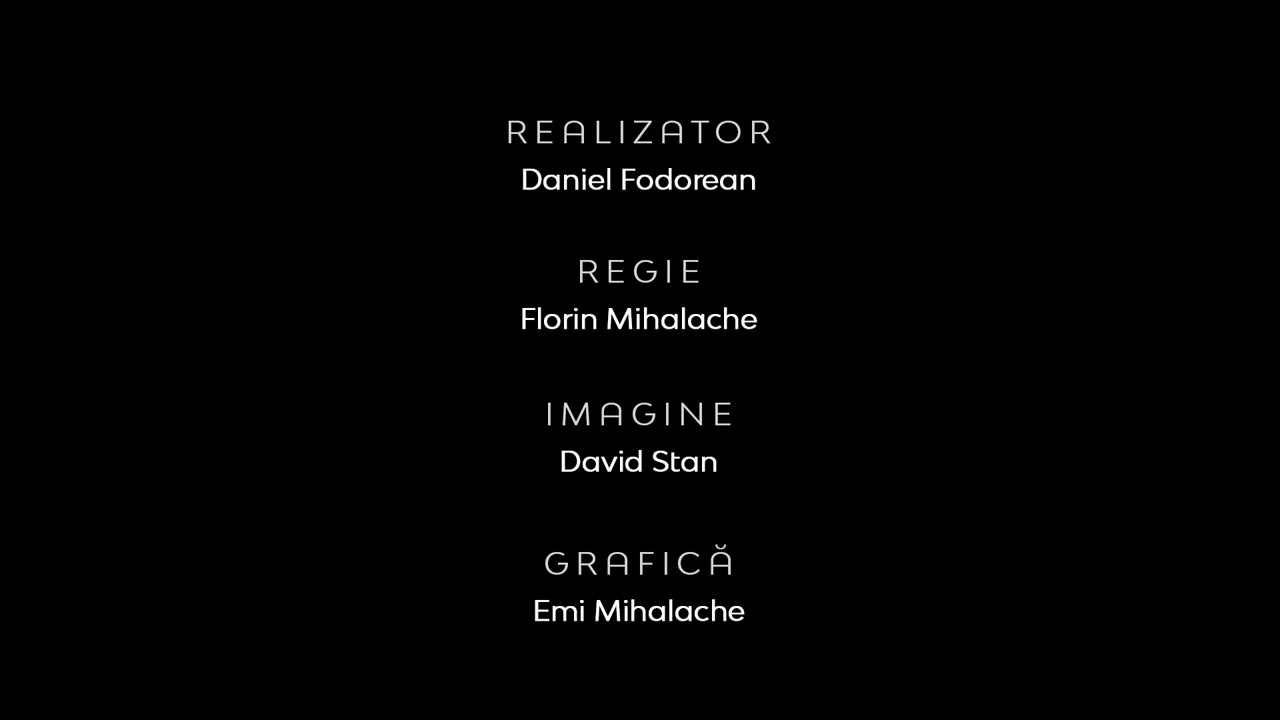 REALIZATOR
Daniel Fodorean
REGIE
Florin Mihalache
IMAGINE
David Stan
GRAFICĂ
Emi Mihalache